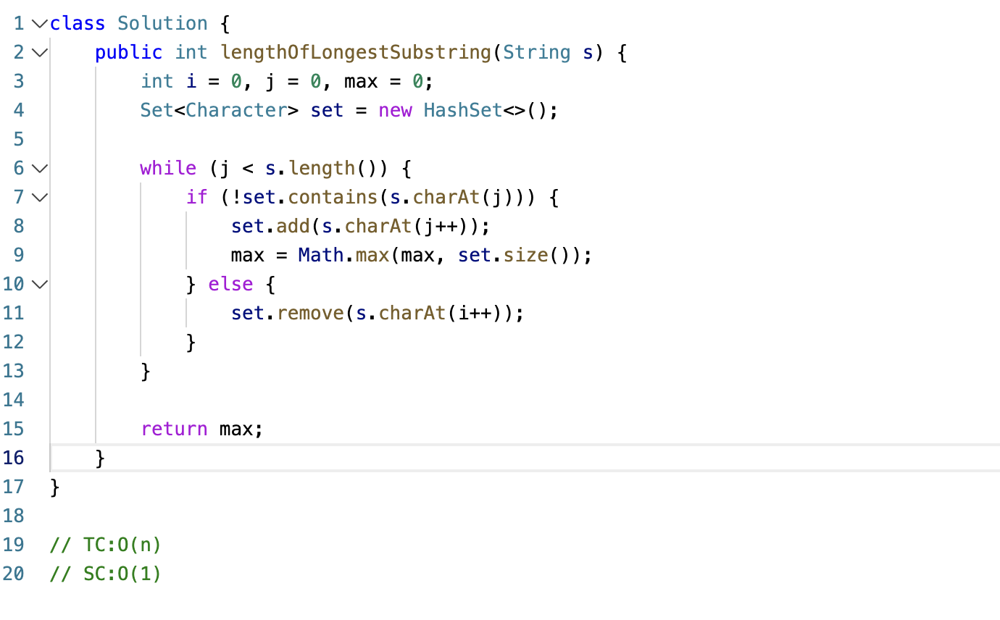 1 class Solution {
2     public int lengthOfLongestSubstring(String s) {
3         int i = 0, j = 0, max = 0;
4         Set<Character> set = new HashSet<>();
5
6         while (j < s.length()) {
7             if (!set.contains(s.charAt(j))) {
8                 set.add(s.charAt(j++));
9                 max = Math.max(max, set.size());
10             } else {
11                 set.remove(s.charAt(i++));
12             }
13         }
14
15         return max;
16     }
17 }
18
19 // TC:O(n)
20 // SC:O(1)